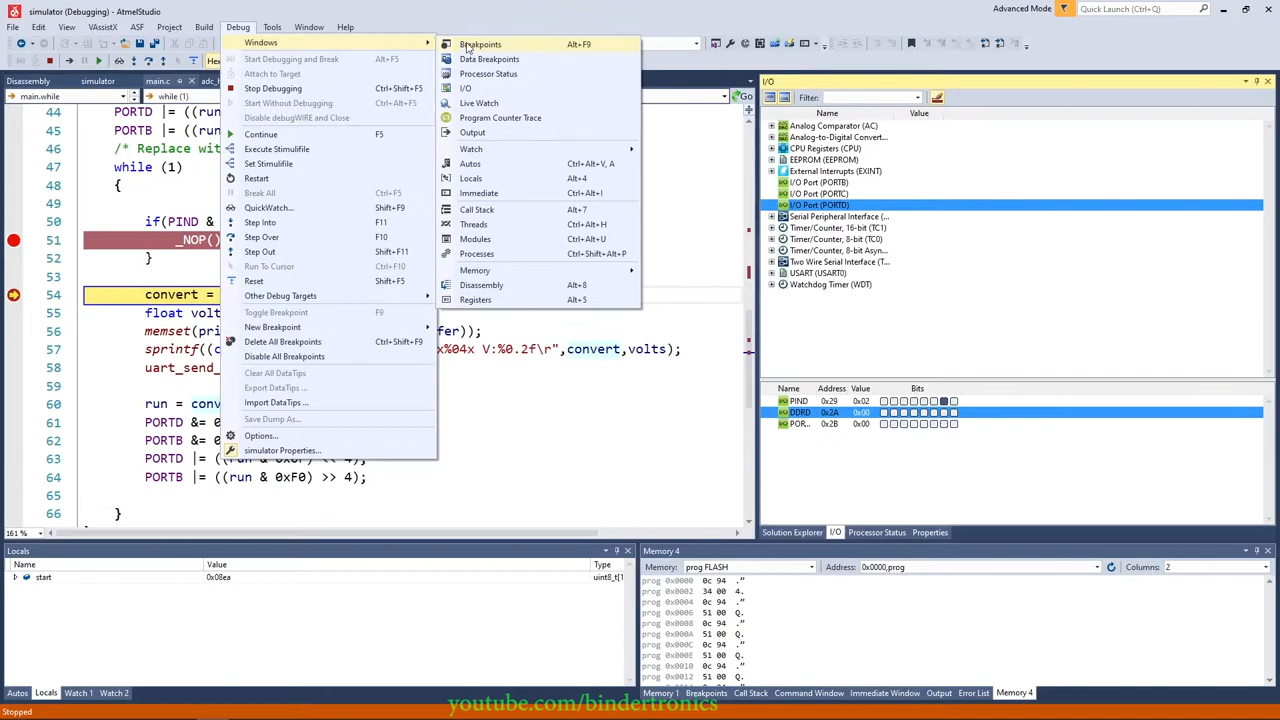 simulator (Debugging) - AtmelStudio
Advanced Mode
Quick Launch (Ctrl+Q)
File Edit View VAssistX ASF Project Build Debug Tools Window Help
Hex
Disassembly simulator main.c adc_h
main.while while (1) Go
44 PORTD |= ((run
45 PORTB |= ((run
46 /* Replace wit
47 while (1)
48 {
50 if(PIND &
51 _NOP()
52 }
53
54 convert =
55 float volt
56 memset(pri fer));
57 sprintf((c x%04x V:%0.2f\r",convert,volts);
58 uart_send_
60 run = conv
61 PORTD &= 0
62 PORTB &= 0
63 PORTD |= ((run & 0x0F) << 4);
64 PORTB |= ((run & 0xF0) >> 4);
65
66 }
161 %
Windows
Start Debugging and Break Alt+F5
Attach to Target
Stop Debugging Ctrl+Shift+F5
Start Without Debugging Ctrl+Alt+F5
Disable debugWIRE and Close
Continue F5
Execute Stimulifile
Set Stimulifile
Restart
Break All Ctrl+F5
QuickWatch... Shift+F9
Step Into F11
Step Over F10
Step Out Shift+F11
Run To Cursor Ctrl+F10
Reset Shift+F5
Other Debug Targets
Toggle Breakpoint F9
New Breakpoint
Delete All Breakpoints Ctrl+Shift+F9
Disable All Breakpoints
Clear All DataTips
Export DataTips ...
Import DataTips ...
Save Dump As...
Options...
simulator Properties...
Breakpoints Alt+F9
Data Breakpoints
Processor Status
I/O
Live Watch
Program Counter Trace
Output
Watch
Autos Ctrl+Alt+V, A
Locals Alt+4
Immediate Ctrl+Alt+I
Call Stack Alt+7
Threads Ctrl+Alt+H
Modules Ctrl+Alt+U
Processes Ctrl+Shift+Alt+P
Memory
Disassembly Alt+8
Registers Alt+5
I/O
Filter:
Name Value
Analog Comparator (AC)
Analog-to-Digital Convert...
CPU Registers (CPU)
EEPROM (EEPROM)
External Interrupts (EXINT)
I/O Port (PORTB)
I/O Port (PORTC)
I/O Port (PORTD)
Serial Peripheral Interface (...
Timer/Counter, 16-bit (TC1)
Timer/Counter, 8-bit (TC0)
Timer/Counter, 8-bit Asyn...
Two Wire Serial Interface (...
USART (USART0)
Watchdog Timer (WDT)
Name Address Value Bits
PIND 0x29 0x02
DDRD 0x2A 0x00
POR... 0x2B 0x00
Solution Explorer I/O Processor Status Properties
Locals
Name Value Type
start 0x08ea uint8_t[1
Autos Locals Watch 1 Watch 2
Memory 4
Memory: prog FLASH Address: 0x0000,prog Columns: 2
prog 0x0000 0c 94 .”
prog 0x0002 34 00 4.
prog 0x0004 0c 94 .”
prog 0x0006 51 00 Q.
prog 0x0008 0c 94 .”
prog 0x000A 51 00 Q.
prog 0x000C 0c 94 .”
prog 0x000E 51 00 Q.
prog 0x0010 0c 94 .”
prog 0x0012 51 00 Q.
Memory 1 Breakpoints Call Stack Command Window Immediate Window Output Error List Memory 4
youtube.com/bindertronics
Stopped